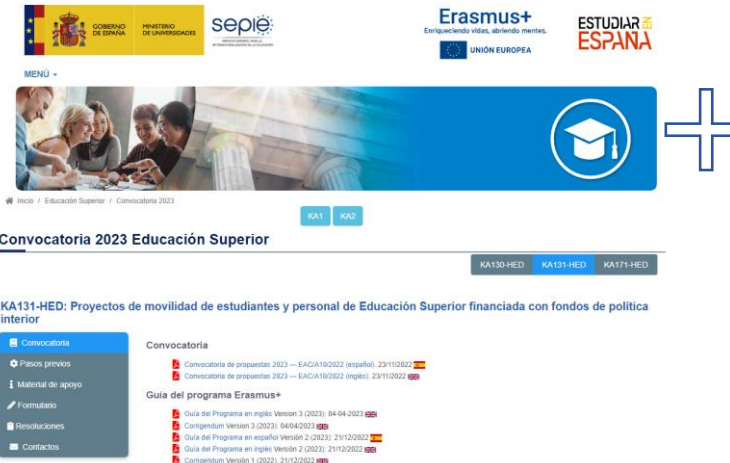 GOBIERNO DE ESPAÑA
MINISTERIO DE UNIVERSIDADES
sepie
Erasmus+
Enriqueciendo vidas, abriendo mentes.
UNIÓN EUROPEA
ESTUDIAR EN
ESPAÑA
MENÚ
Inicio / Educación Superior / Convocatoria 2023
KA1 KA2
Convocatoria 2023 Educación Superior
KA130-HED KA131-HED KA171-HED
KA131-HED: Proyectos de movilidad de estudiantes y personal de Educación Superior financiada con fondos de política
interior
Convocatoria
Pasos previos
Material de apoyo
Formulario
Resoluciones
Contactos
Convocatoria
Convocatoria de propuestas 2023 — EAC/A10/2022 (español). 23/11/2022
Convocatoria de propuestas 2023 — EAC/A10/2022 (inglés). 23/11/2022
Guía del programa Erasmus+
Guía del Programa en inglés Version 3 (2023): 04-04-2023
Corrigendum Version 3 (2023): 04/04/2023
Guía del Programa en español Versión 2 (2023): 21/12/2022
Guía del Programa en inglés Versión 2 (2023): 21/12/2022
Corrigendum Versión 1 (2022). 21/12/2022